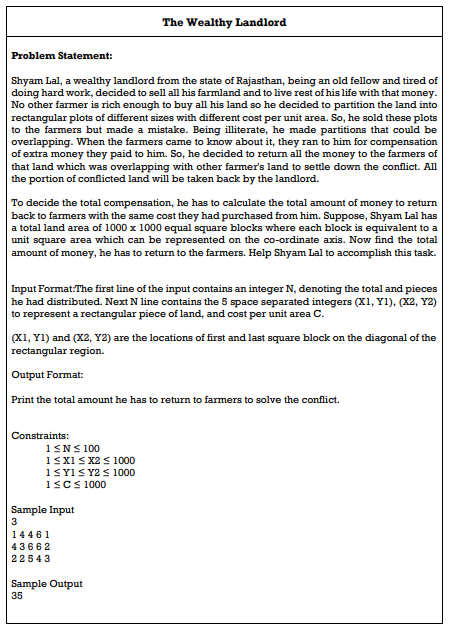 The Wealthy Landlord
Problem Statement:
Shyam Lal, a wealthy landlord from the state of Rajasthan, being an old fellow and tired of
doing hard work, decided to sell all his farmland and to live rest of his life with that money.
No other farmer is rich enough to buy all his land so he decided to partition the land into
rectangular plots of different sizes with different cost per unit area. So, he sold these plots
to the farmers but made a mistake. Being illiterate, he made partitions that could be
overlapping. When the farmers came to know about it, they ran to him for compensation
of extra money they paid to him. So, he decided to return all the money to the farmers of
that land which was overlapping with other farmer's land to settle down the conflict. All
the portion of conflicted land will be taken back by the landlord.
To decide the total compensation, he has to calculate the total amount of money to return
back to farmers with the same cost they had purchased from him. Suppose, Shyam Lal has
a total land area of 1000 x 1000 equal square blocks where each block is equivalent to a
unit square area which can be represented on the co-ordinate axis. Now find the total
amount of money, he has to return to the farmers. Help Shyam Lal to accomplish this task.
Input Format:The first line of the input contains an integer N, denoting the total and pieces
he had distributed. Next N line contains the 5 space separated integers (X1, Y1), (X2, Y2)
to represent a rectangular piece of land, and cost per unit area C.
(X1, Y1) and (X2, Y2) are the locations of first and last square block on the diagonal of the
rectangular region.
Output Format:
Print the total amount he has to return to farmers to solve the conflict.
Constraints:
1 ≤ N ≤ 100
1 ≤ X1 ≤ X2 ≤ 1000
1 ≤ Y1 ≤ Y2 ≤ 1000
1 ≤ C ≤ 1000
Sample Input
3
1 4 4 6 1
4 3 6 6 2
2 2 5 4 3
Sample Output
35